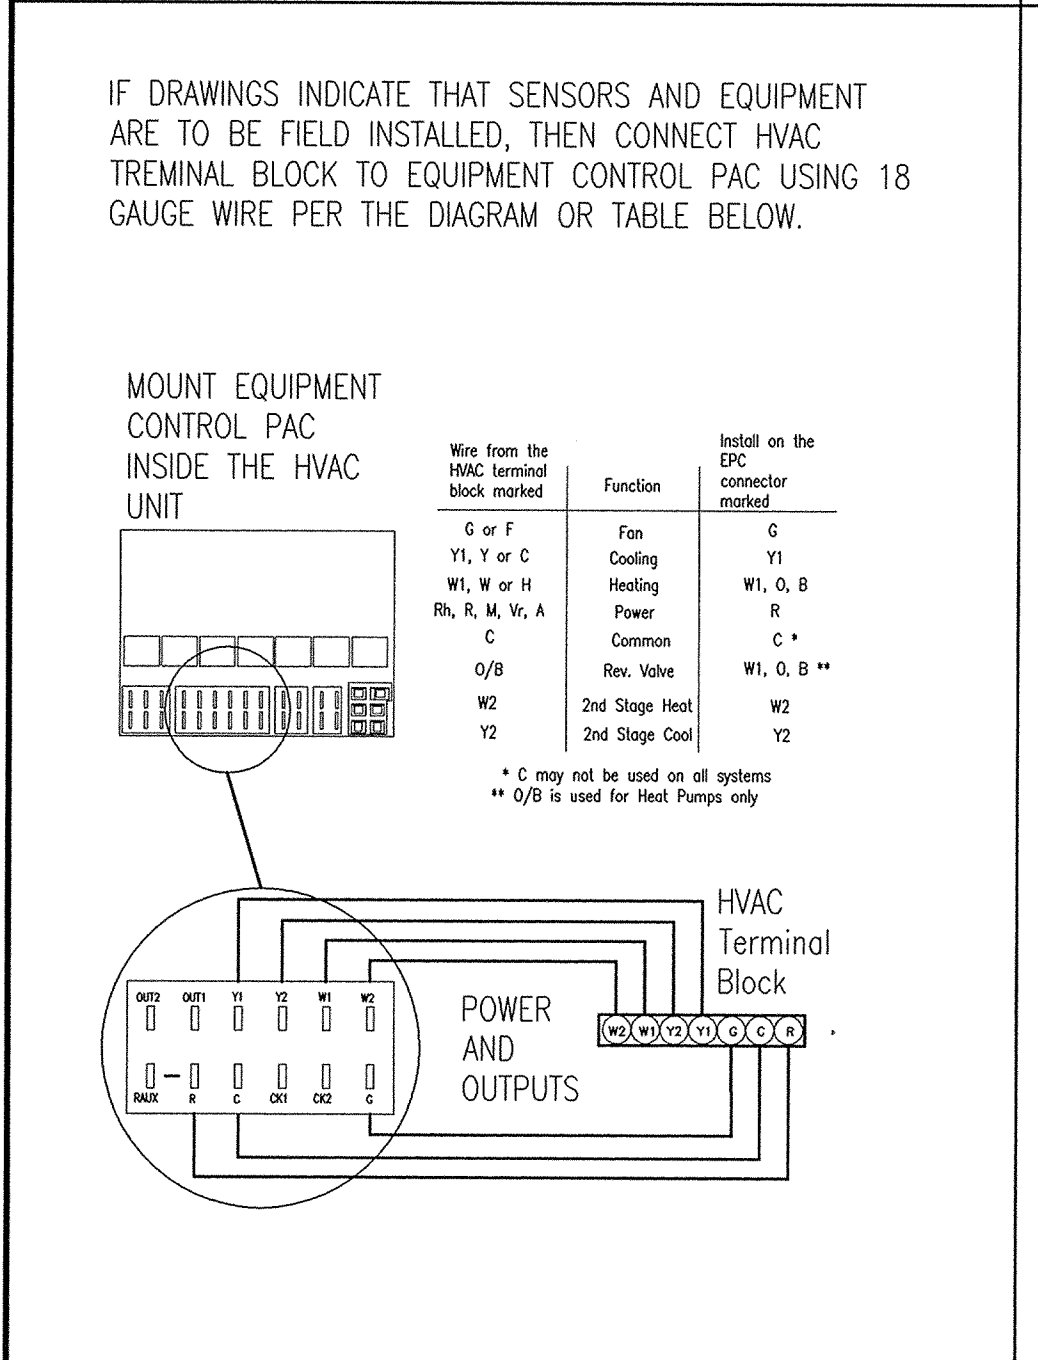 IF DRAWINGS INDICATE THAT SENSORS AND EQUIPMENT
ARE TO BE FIELD INSTALLED, THEN CONNECT HVAC
TREMINAL BLOCK TO EQUIPMENT CONTROL PAC USING 18
GAUGE WIRE PER THE DIAGRAM OR TABLE BELOW.
MOUNT EQUIPMENT
CONTROL PAC
INSIDE THE HVAC
UNIT
Wire from the
HVAC terminal
block marked
Function
Install on the
EPC
connector
marked
G or F Fan G
Y1, Y or C Cooling Y1
W1, W or H Heating W1, O, B
Rh, R, M, Vr, A Power R
C Common C *
O/B Rev. Valve W1, O, B **
W2 2nd Stage Heat W2
Y2 2nd Stage Cool Y2
* C may not be used on all systems
** O/B is used for Heat Pumps only
HVAC
Terminal
Block
OUT2 OUT1 Y1 Y2 W1 W2
RAUX R C CK1 CK2 G
POWER
AND
OUTPUTS
W2 W1 Y2 Y1 G C R